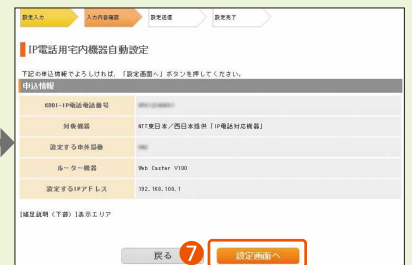 設定入力 入力内容確認 設定送信 設定完了
IP電話用宅内機器自動設定
下記の申込情報でよろしければ、「設定画面へ」ボタンを押してください。
申込情報
KDDI-IP電話電話番号
対象機器 NTT東日本／西日本提供「IP電話対応機器」
設定する市外局番
ルーター機器 Web Caster V100
設定するIPアドレス 192.168.100.1
[補足説明（下部）]表示エリア
戻る 7 設定画面へ